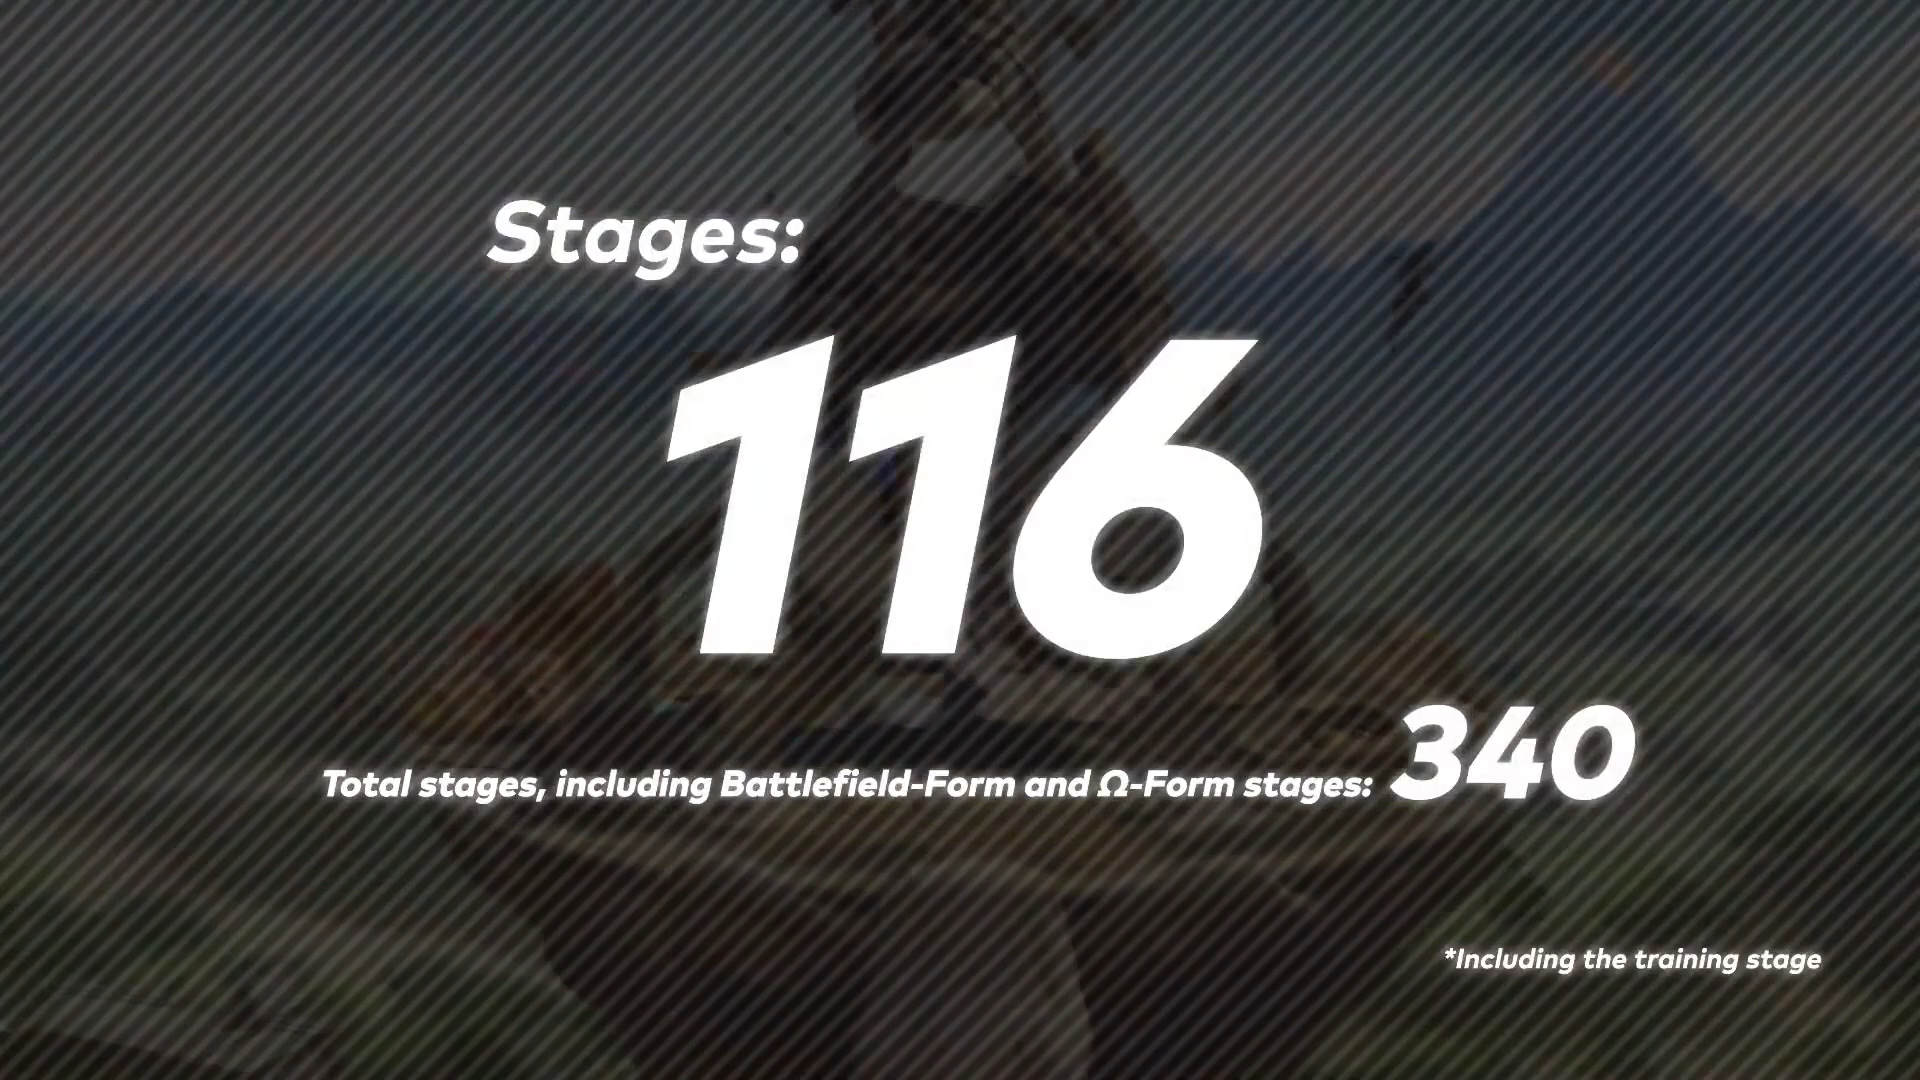 Stages:
116
Total stages, including Battlefield-Form and Ω-Form stages: 340
*Including the training stage